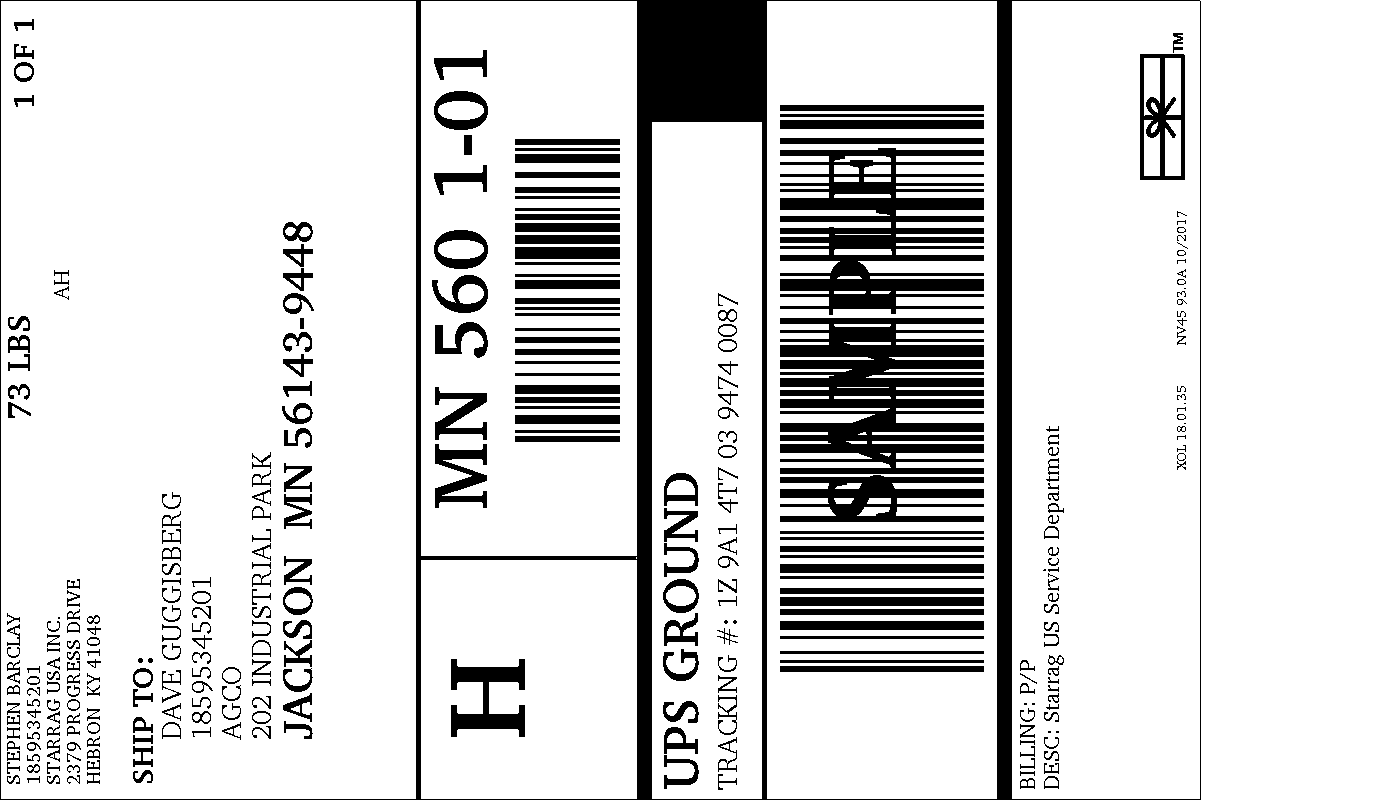 STEPHEN BARCLAY
18595345201
STARRAG USA INC.
2379 PROGRESS DRIVE
HEBRON KY 41048
73 LBS
1 OF 1
AH
SHIP TO:
DAVE GUGGISBERG
18595345201
AGCO
202 INDUSTRIAL PARK
JACKSON MN 56143-9448
H
MN 560 1-01
UPS GROUND
TRACKING #: 1Z 9A1 4T7 03 9474 0087
SAMPLE
BILLING: P/P
DESC: Starrag US Service Department
XOL 18.01.35 NV45 93.0A 10/2017
TM